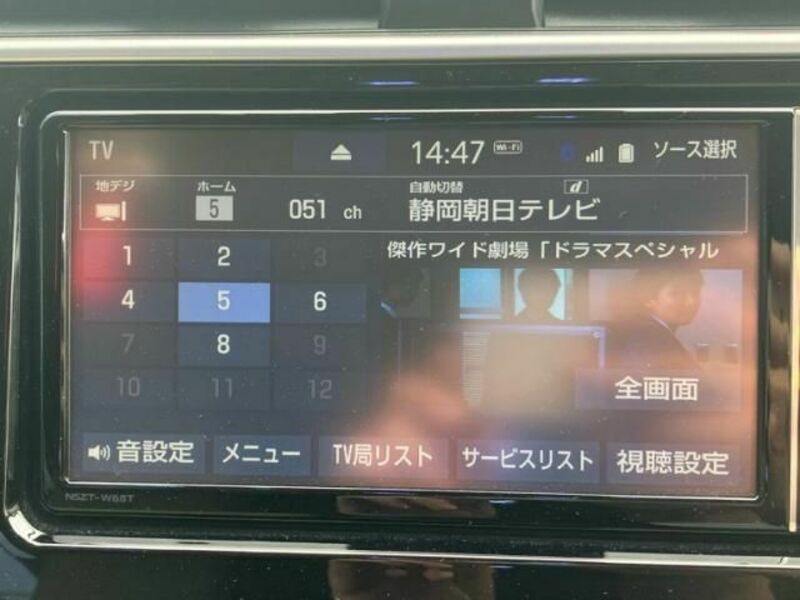 TV 14:47 Wi-Fi ソース選択
地デジ ホーム 5 051 ch 自動切替 d
静岡朝日テレビ
傑作ワイド劇場「ドラマスペシャル
1 2 3
4 5 6
7 8 9
10 11 12
全画面
音設定 メニュー TV局リスト サービスリスト 視聴設定
NSZT-W68T